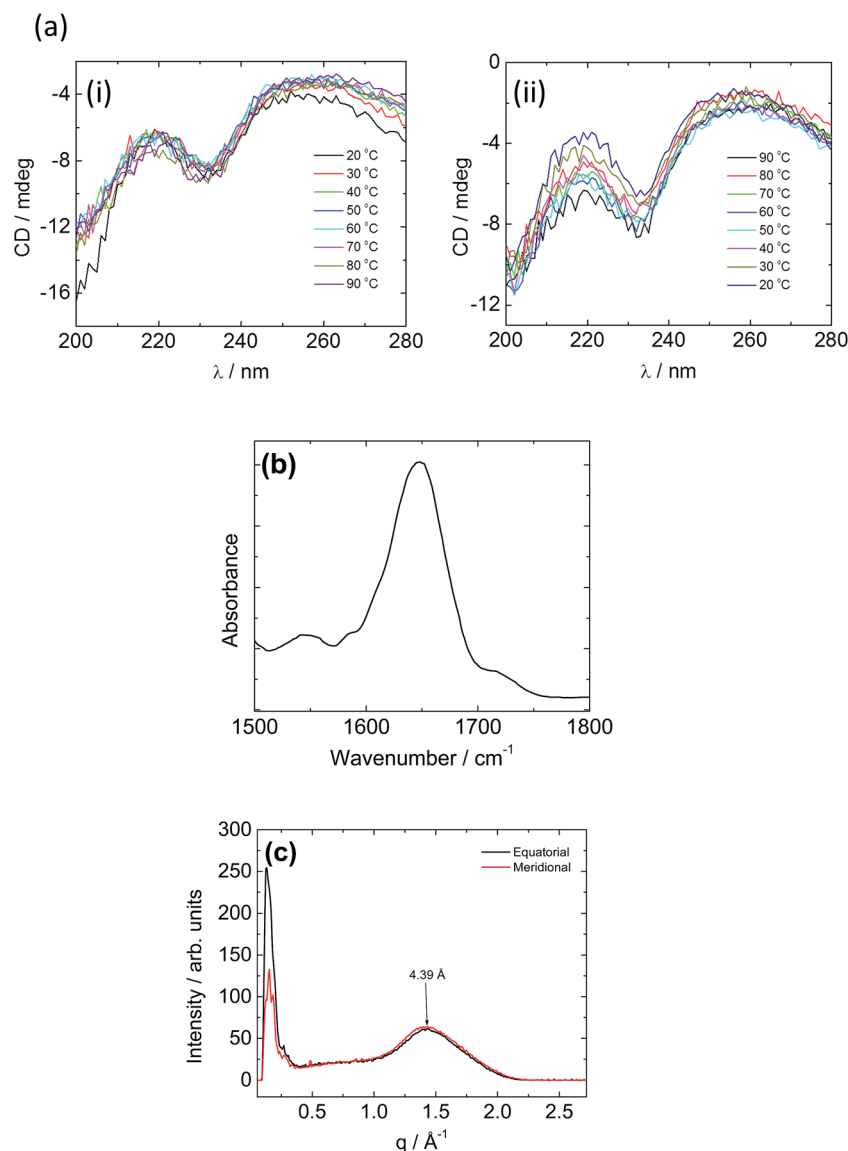 (a)
(i)
-4
-8
-12
-16
CD / mdeg
20 °C
30 °C
40 °C
50 °C
60 °C
70 °C
80 °C
90 °C
200 220 240 260 280
λ / nm
(ii)
0
-4
-8
-12
CD / mdeg
90 °C
80 °C
70 °C
60 °C
50 °C
40 °C
30 °C
20 °C
200 220 240 260 280
λ / nm
(b)
Absorbance
1500 1600 1700 1800
Wavenumber / cm⁻¹
(c)
300
250
200
150
100
50
0
Intensity / arb. units
Equatorial
Meridional
4.39 Å
0.5 1.0 1.5 2.0 2.5
q / Å⁻¹